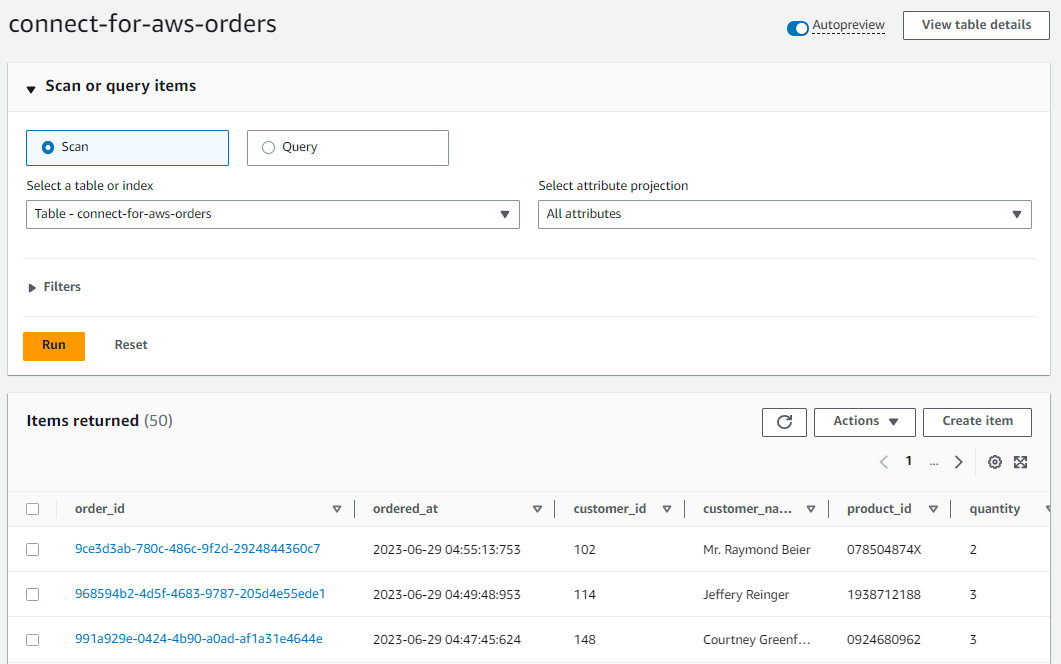 connect-for-aws-orders
Autopreview
View table details
Scan or query items
Scan
Query
Select a table or index
Select attribute projection
Table - connect-for-aws-orders
All attributes
Filters
Run Reset
Items returned (50)
Actions
Create item
1 ...
order_id ordered_at customer_id customer_na... product_id quantity
9ce3d3ab-780c-486c-9f2d-2924844360c7 2023-06-29 04:55:13:753 102 Mr. Raymond Beier 078504874X 2
968594b2-4d5f-4683-9787-205d4e55ede1 2023-06-29 04:49:48:953 114 Jeffery Reinger 1938712188 3
991a929e-0424-4b90-a0ad-af1a31e4644e 2023-06-29 04:47:45:624 148 Courtney Greenf... 0924680962 3